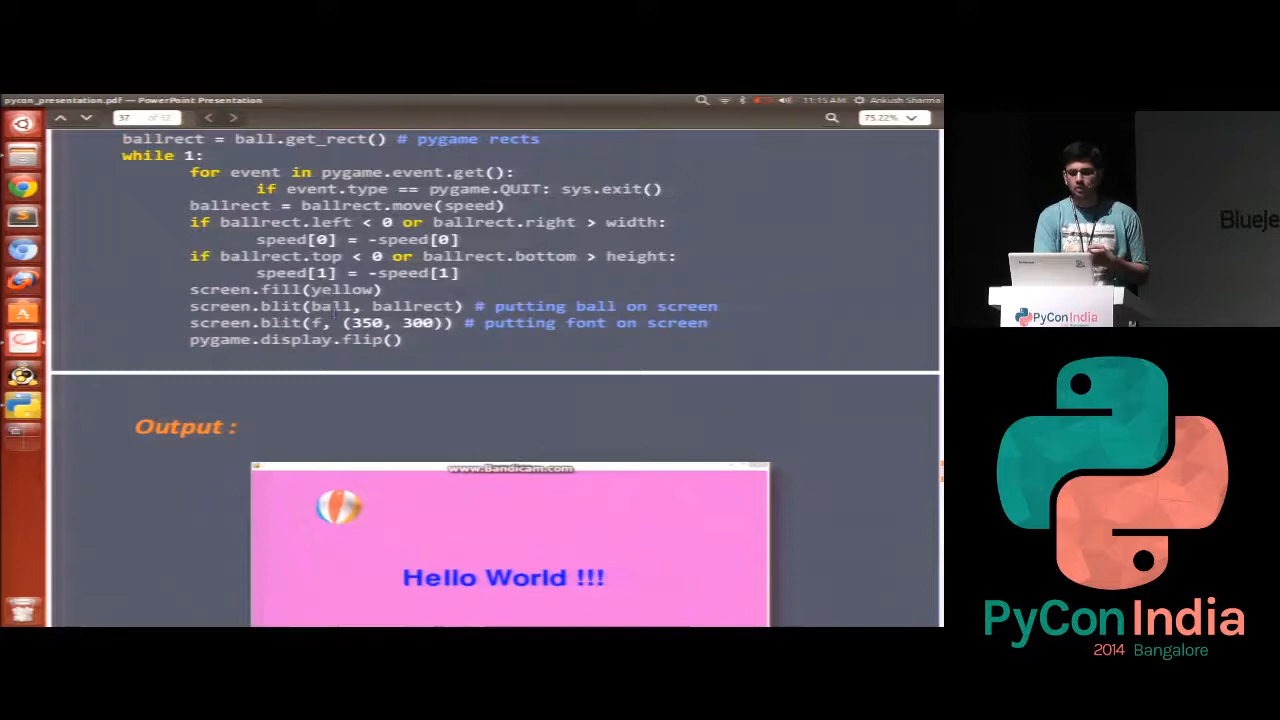 pycon_presentation.pdf — PowerPoint Presentation
11:15 AM Ankush Sharma
37 of 52
75.22%
ballrect = ball.get_rect() # pygame rects
while 1:
for event in pygame.event.get():
if event.type == pygame.QUIT: sys.exit()
ballrect = ballrect.move(speed)
if ballrect.left < 0 or ballrect.right > width:
speed[0] = -speed[0]
if ballrect.top < 0 or ballrect.bottom > height:
speed[1] = -speed[1]
screen.fill(yellow)
screen.blit(ball, ballrect) # putting ball on screen
screen.blit(f, (350, 300)) # putting font on screen
pygame.display.flip()
Output :
www.Bandicam.com
Hello World !!!
Blueje
PyCon INDIA
PyCon India
2014 Bangalore